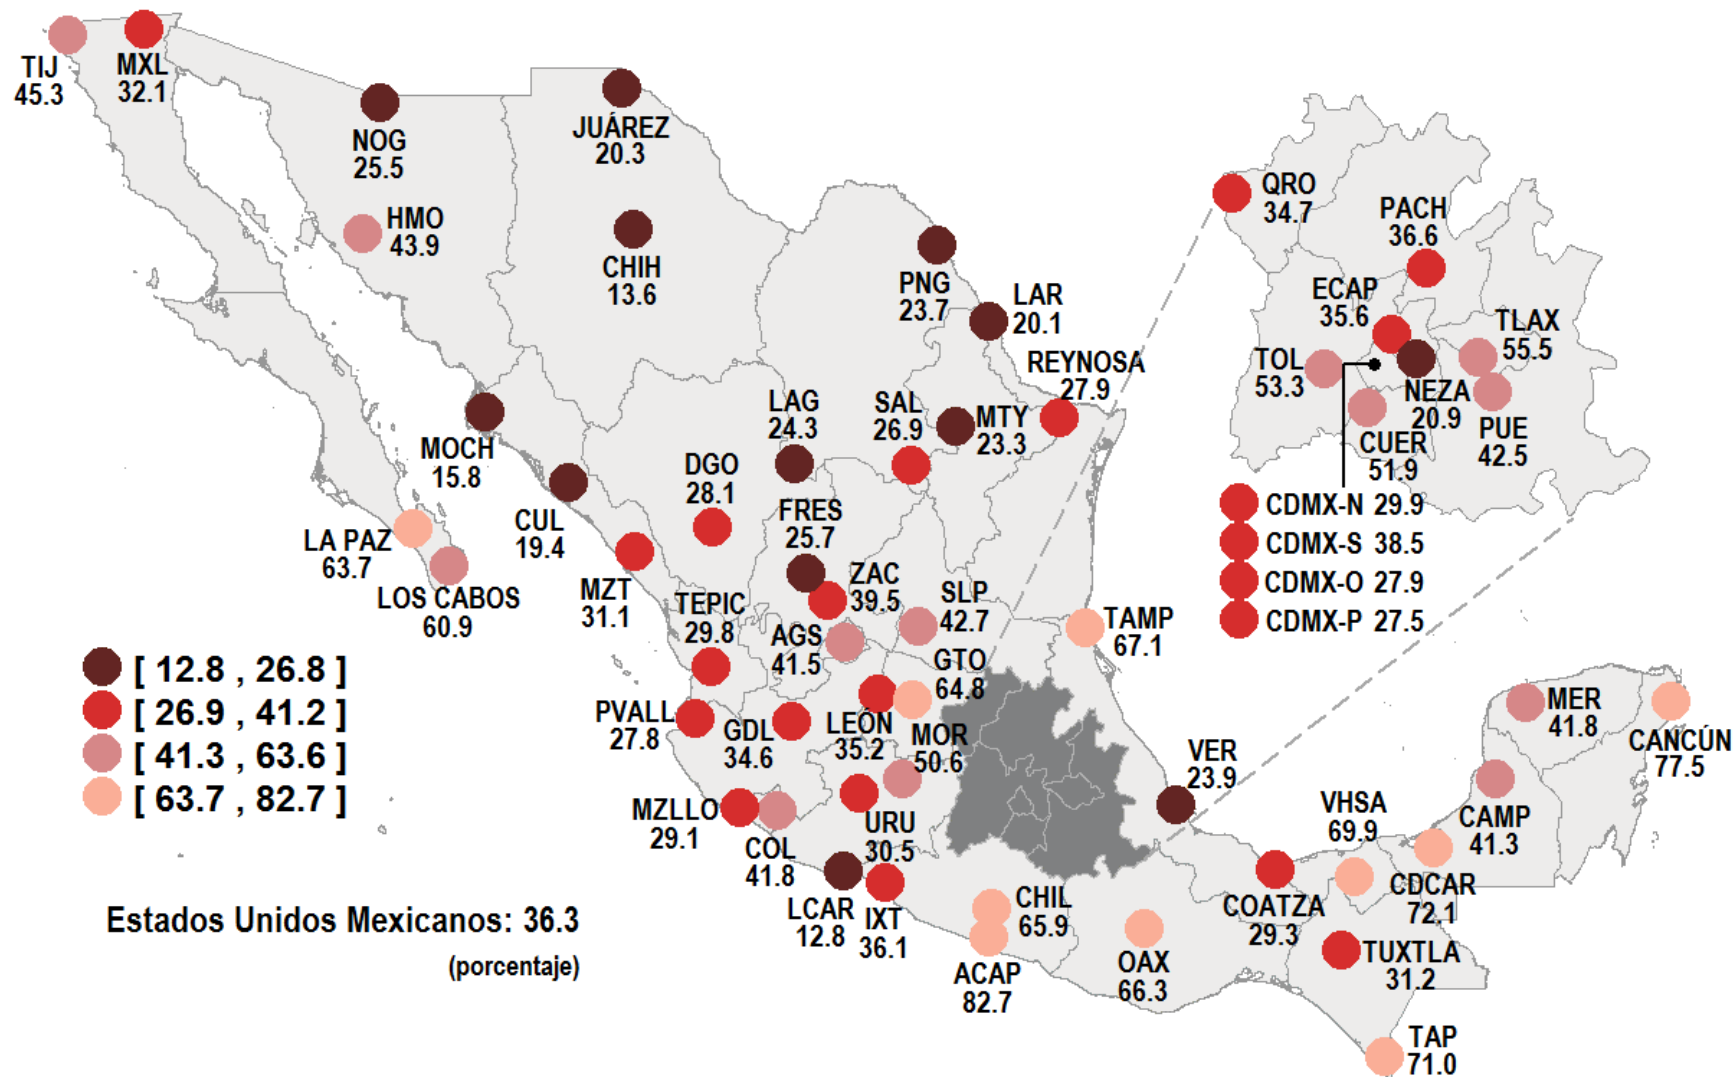 TIJ
45.3
MXL
32.1
NOG
25.5
JUÁREZ
20.3
HMO
43.9
CHIH
13.6
PNG
23.7
LAR
20.1
REYNOSA
27.9
MOCH
15.8
LAG
24.3
SAL
26.9
MTY
23.3
DGO
28.1
CUL
19.4
FRES
25.7
LA PAZ
63.7
LOS CABOS
60.9
MZT
31.1
ZAC
39.5
SLP
42.7
TEPIC
29.8
AGS
41.5
TAMP
67.1
GTO
64.8
PVALL
27.8
GDL
34.6
LEÓN
35.2
MOR
50.6
MZLLO
29.1
COL
41.8
URU
30.5
LCAR
12.8
IXT
36.1
CHIL
65.9
ACAP
82.7
OAX
66.3
VER
23.9
COATZA
29.3
VHSA
69.9
TUXTLA
31.2
TAP
71.0
CDCAR
72.1
CAMP
41.3
MER
41.8
CANCÚN
77.5
QRO
34.7
PACH
36.6
ECAP
35.6
TLAX
55.5
TOL
53.3
NEZA
20.9
CUER
51.9
PUE
42.5
CDMX-N 29.9
CDMX-S 38.5
CDMX-O 27.9
CDMX-P 27.5
[ 12.8 , 26.8 ]
[ 26.9 , 41.2 ]
[ 41.3 , 63.6 ]
[ 63.7 , 82.7 ]
Estados Unidos Mexicanos: 36.3
(porcentaje)